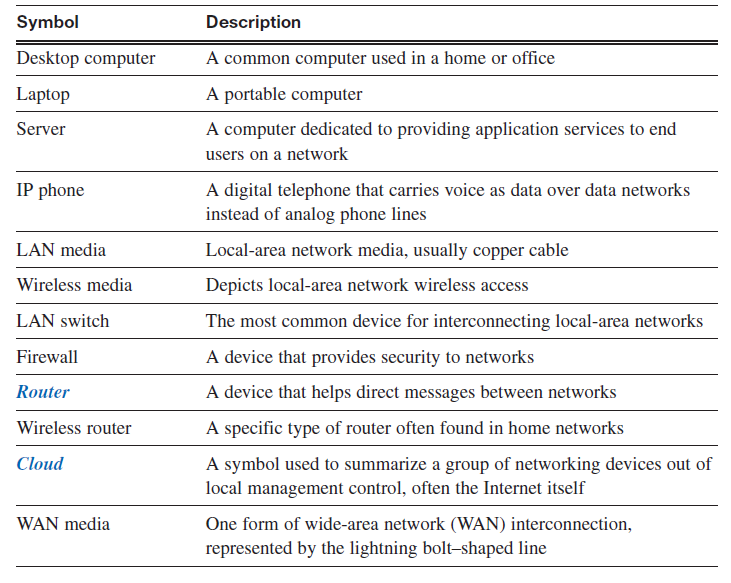 Symbol Description
Desktop computer A common computer used in a home or office
Laptop A portable computer
Server A computer dedicated to providing application services to end
users on a network
IP phone A digital telephone that carries voice as data over data networks
instead of analog phone lines
LAN media Local-area network media, usually copper cable
Wireless media Depicts local-area network wireless access
LAN switch The most common device for interconnecting local-area networks
Firewall A device that provides security to networks
Router A device that helps direct messages between networks
Wireless router A specific type of router often found in home networks
Cloud A symbol used to summarize a group of networking devices out of
local management control, often the Internet itself
WAN media One form of wide-area network (WAN) interconnection,
represented by the lightning bolt–shaped line